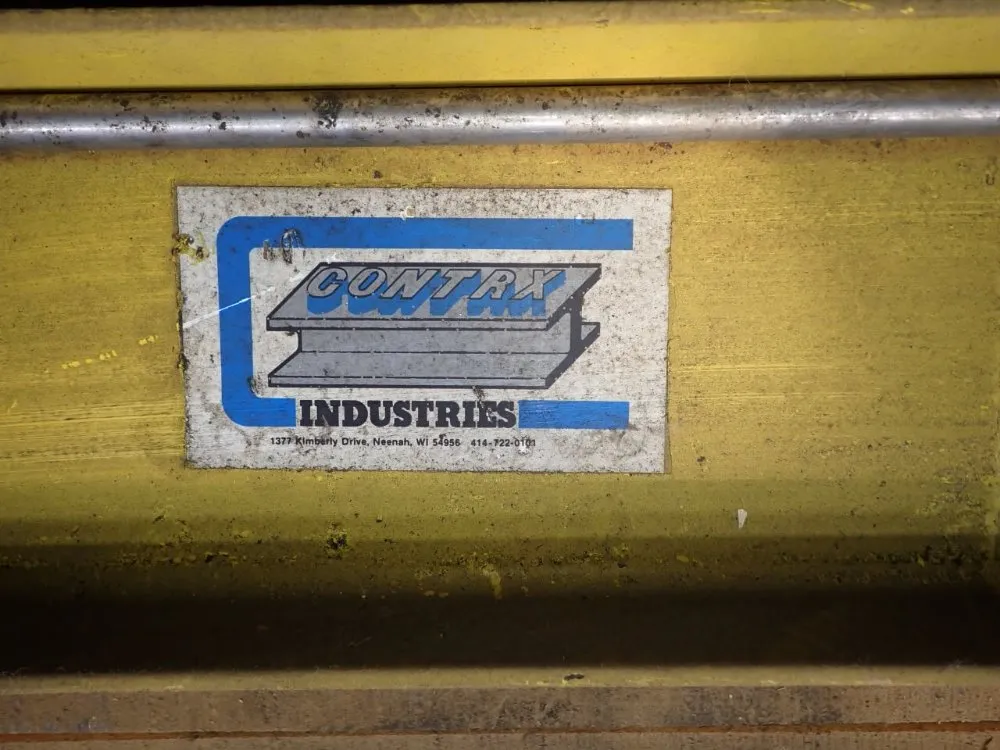 CONTRX
INDUSTRIES
1377 Kimberly Drive, Neenah, WI 54956 414-722-0101